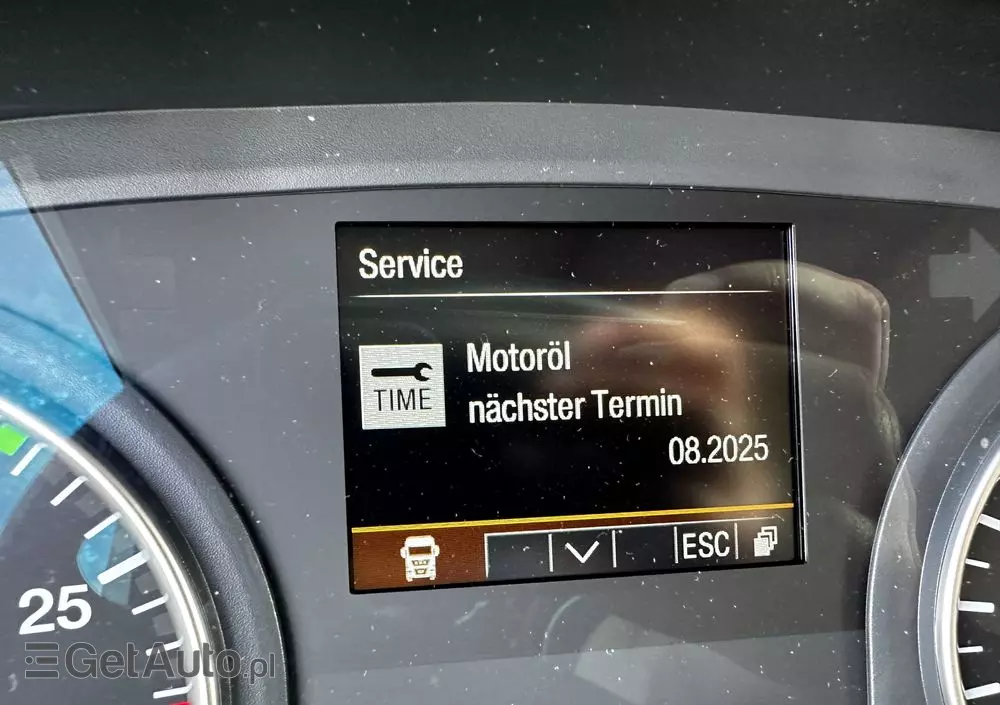 Service
TIME
Motoröl
nächster Termin
08.2025
ESC
25
GetAuto.pl